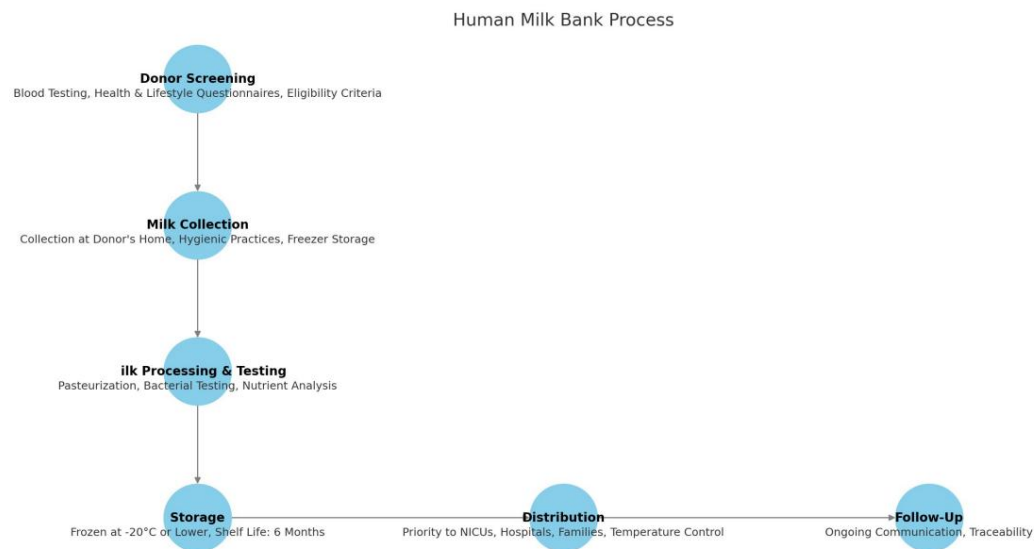 Human Milk Bank Process
Donor Screening
Blood Testing, Health & Lifestyle Questionnaires, Eligibility Criteria
Milk Collection
Collection at Donor's Home, Hygienic Practices, Freezer Storage
ilk Processing & Testing
Pasteurization, Bacterial Testing, Nutrient Analysis
Storage
Frozen at -20°C or Lower, Shelf Life: 6 Months
Distribution
Priority to NICUs, Hospitals, Families, Temperature Control
Follow-Up
Ongoing Communication, Traceability